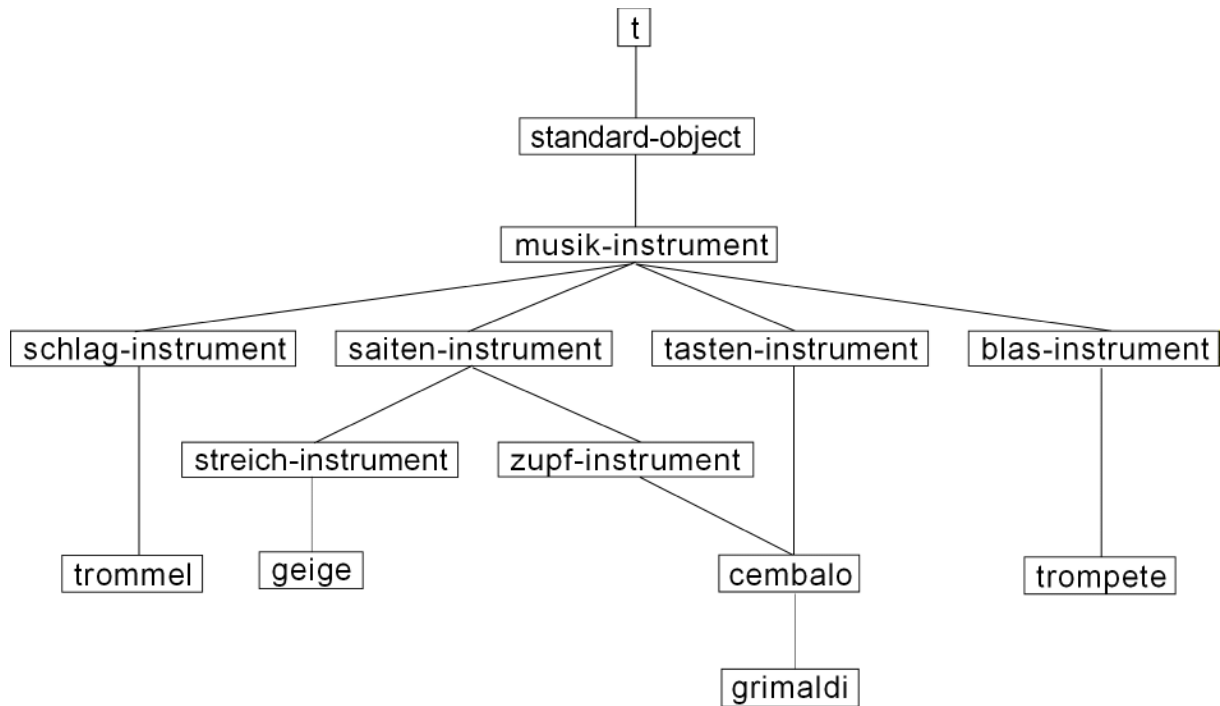 t
standard-object
musik-instrument
schlag-instrument
saiten-instrument
tasten-instrument
blas-instrument
streich-instrument
zupf-instrument
trommel
geige
cembalo
trompete
grimaldi